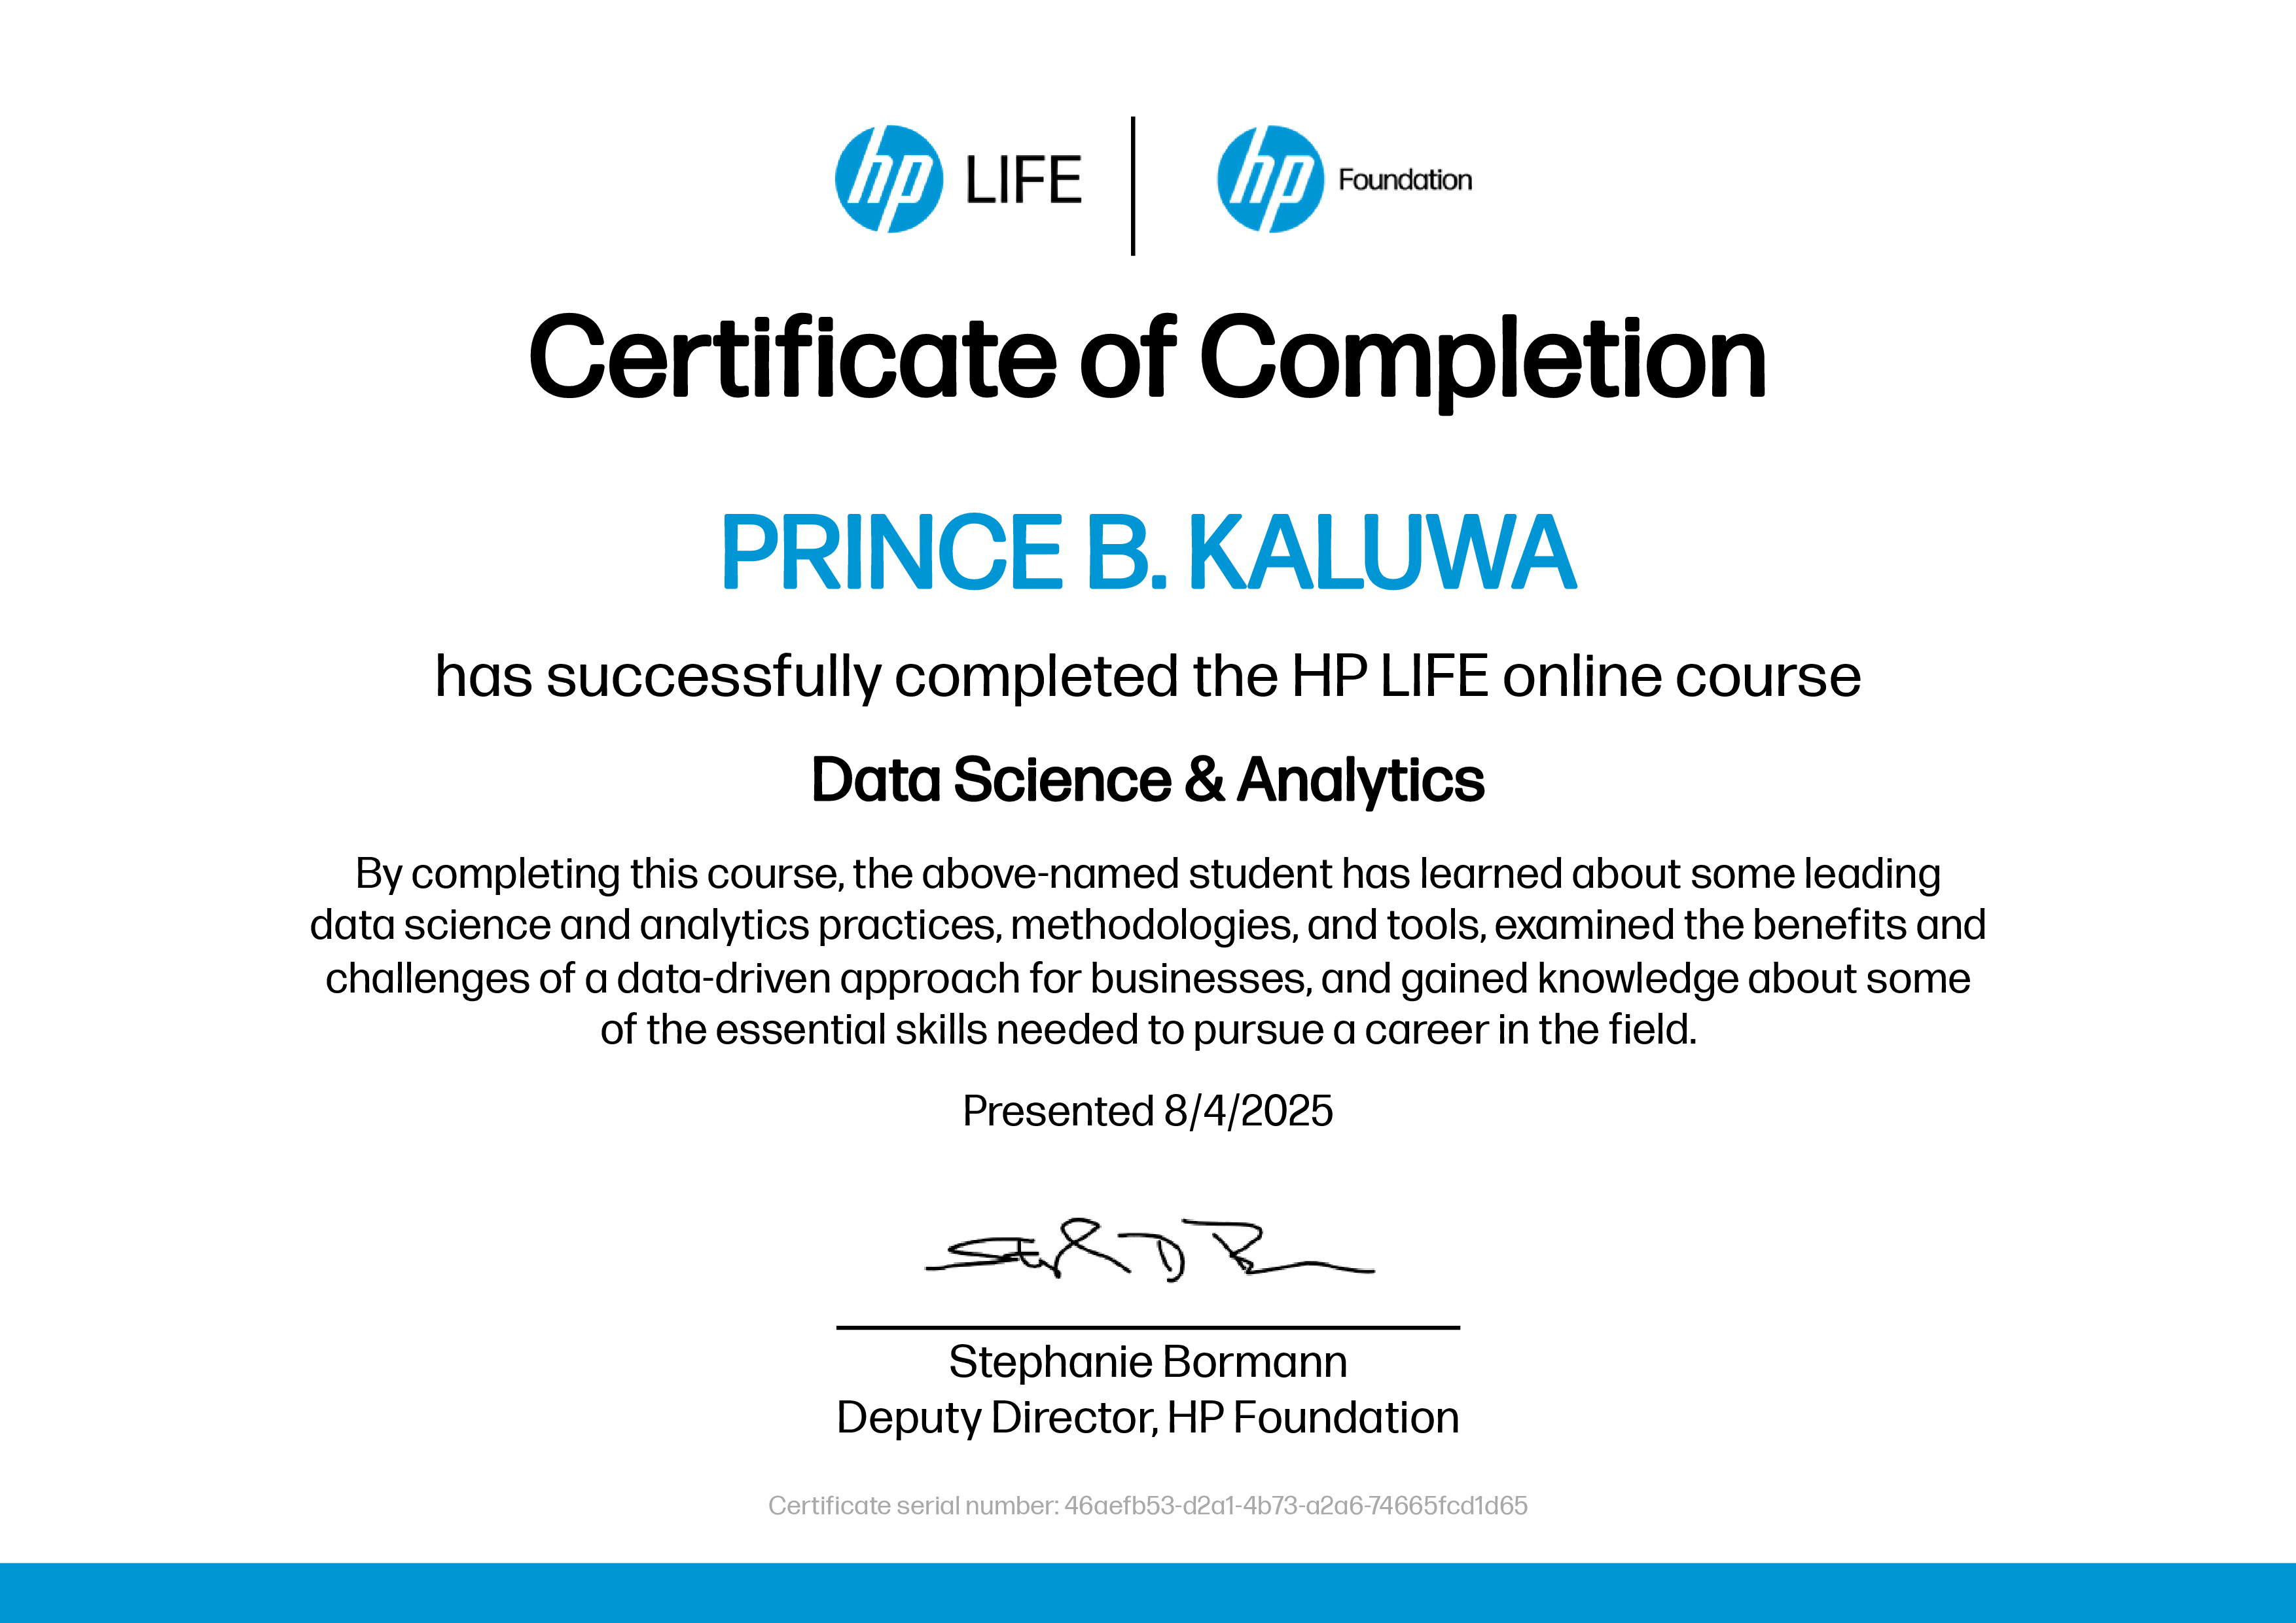 hp LIFE | hp Foundation
Certificate of Completion
PRINCE B. KALUWA
has successfully completed the HP LIFE online course
Data Science & Analytics
By completing this course, the above-named student has learned about some leading
data science and analytics practices, methodologies, and tools, examined the benefits and
challenges of a data-driven approach for businesses, and gained knowledge about some
of the essential skills needed to pursue a career in the field.
Presented 8/4/2025
Stephanie Bormann
Deputy Director, HP Foundation
Certificate serial number: 46aefb53-d2a1-4b73-a2a6-74665fcd1d65